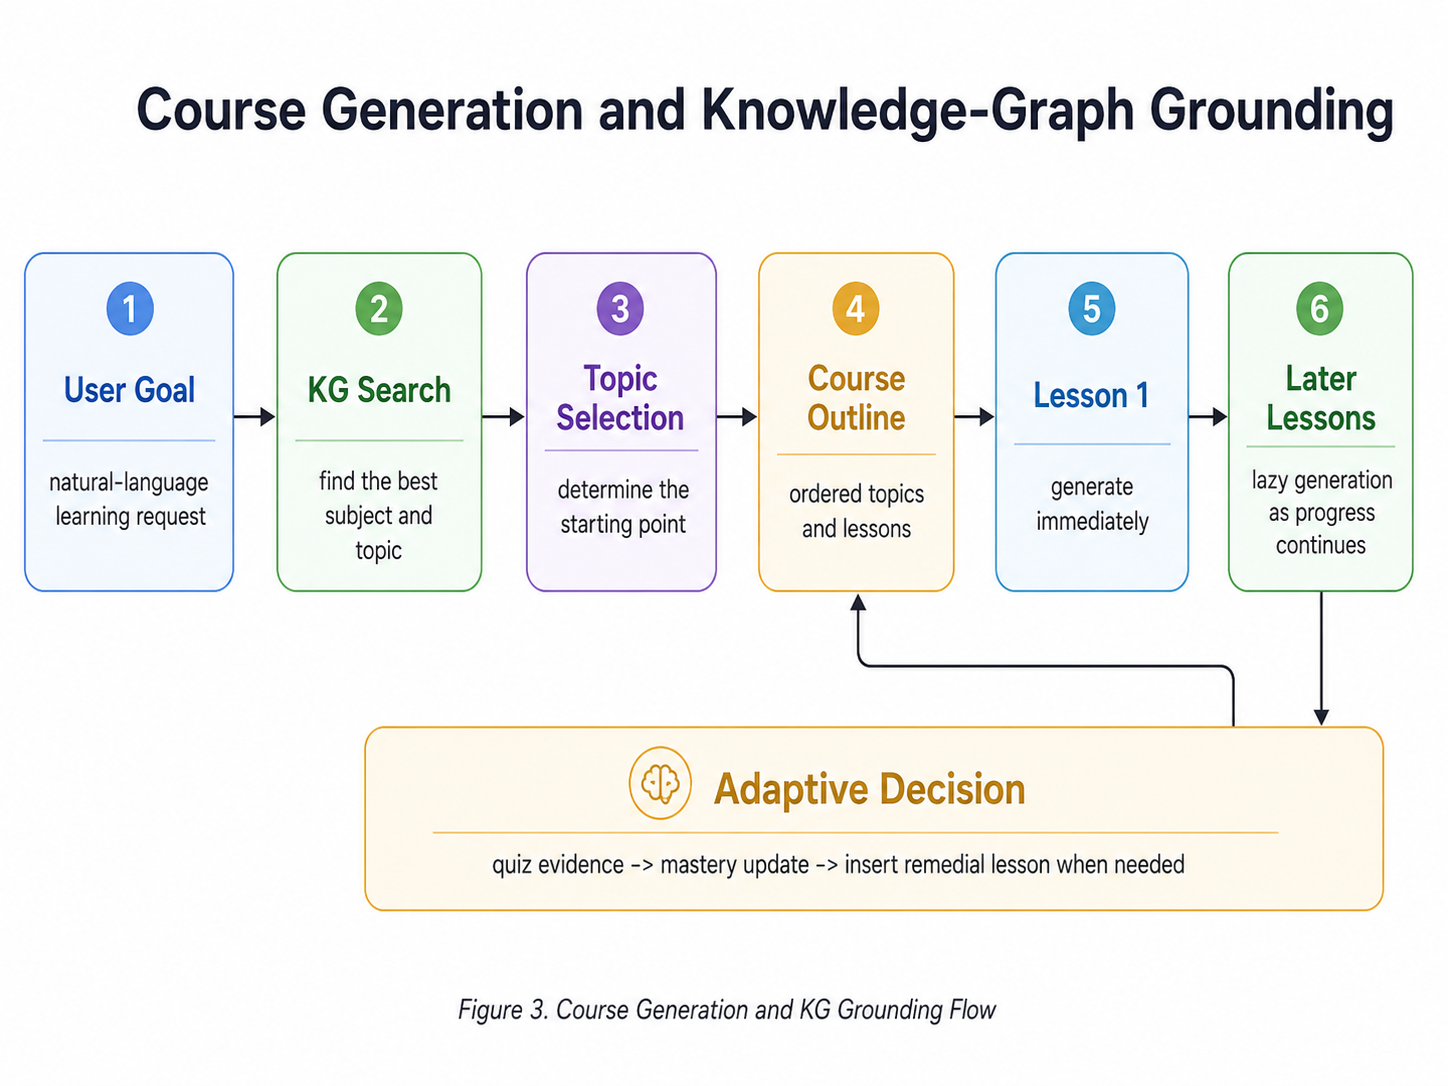 Course Generation and Knowledge-Graph Grounding
1
User Goal
natural-language
learning request
2
KG Search
find the best
subject and
topic
3
Topic
Selection
determine the
starting point
4
Course
Outline
ordered topics
and lessons
5
Lesson 1
generate
immediately
6
Later
Lessons
lazy generation
as progress
continues
Adaptive Decision
quiz evidence -> mastery update -> insert remedial lesson when needed
Figure 3. Course Generation and KG Grounding Flow